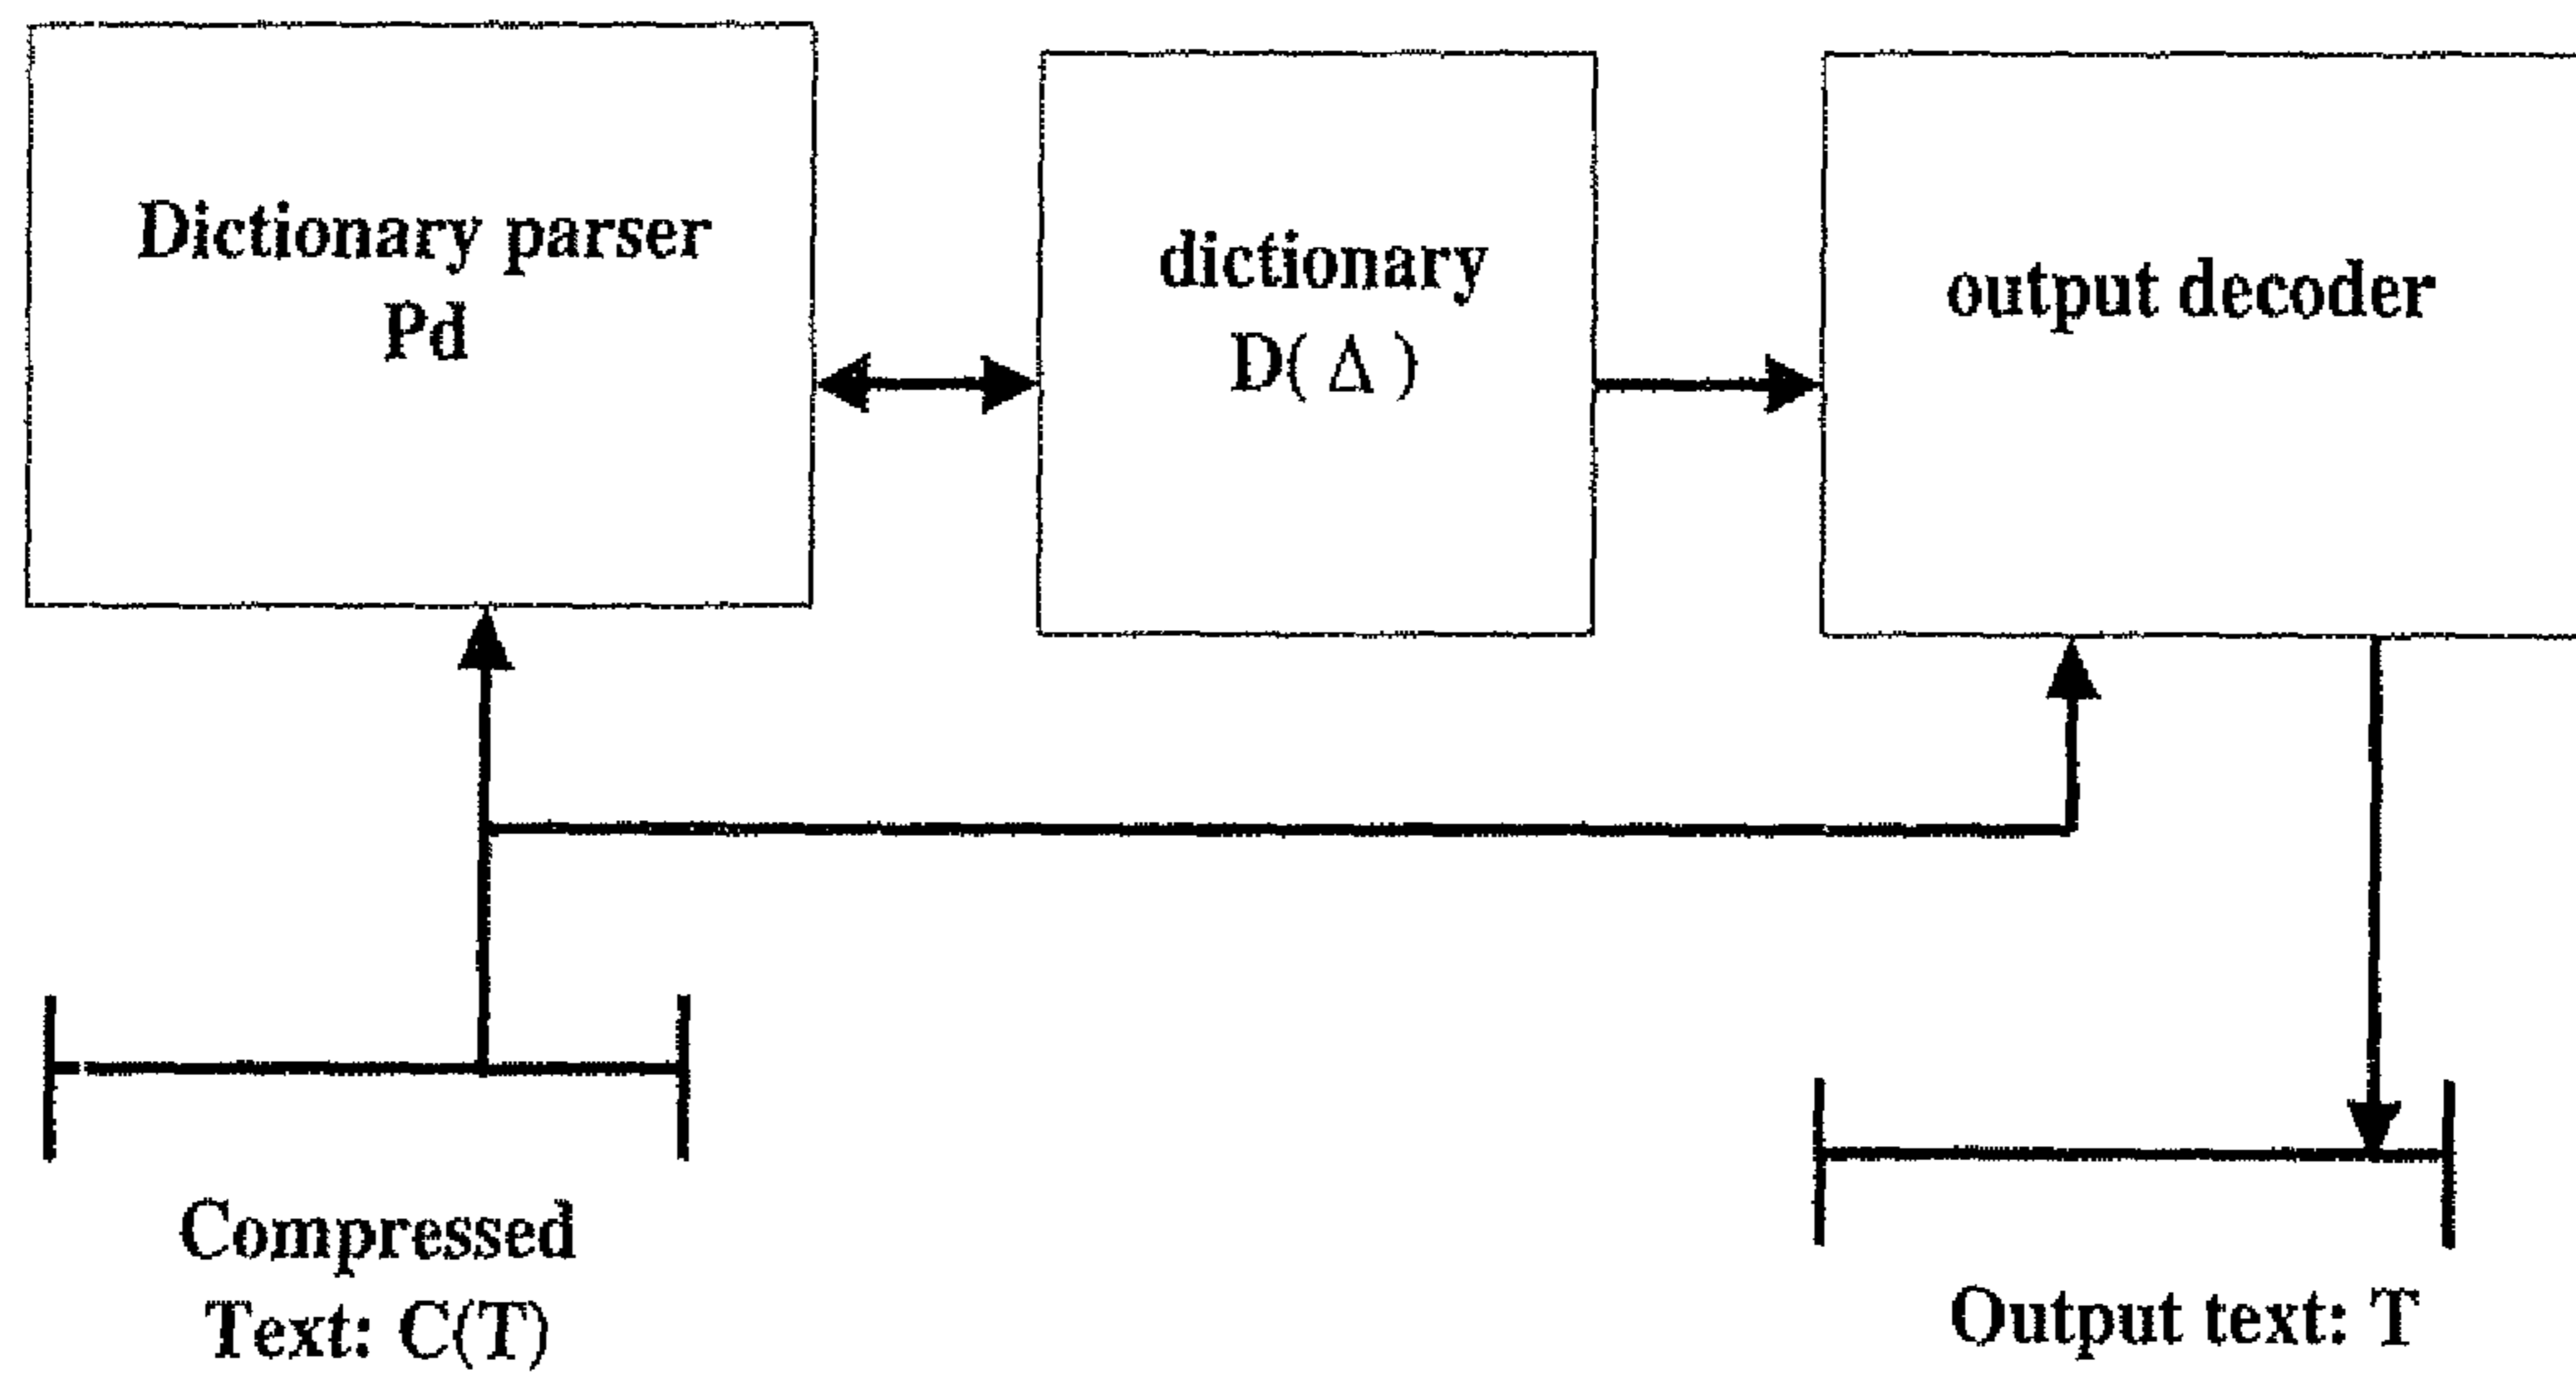 Dictionary parser
Pd
dictionary
D( Δ )
output decoder
Compressed
Text: C(T)
Output text: T